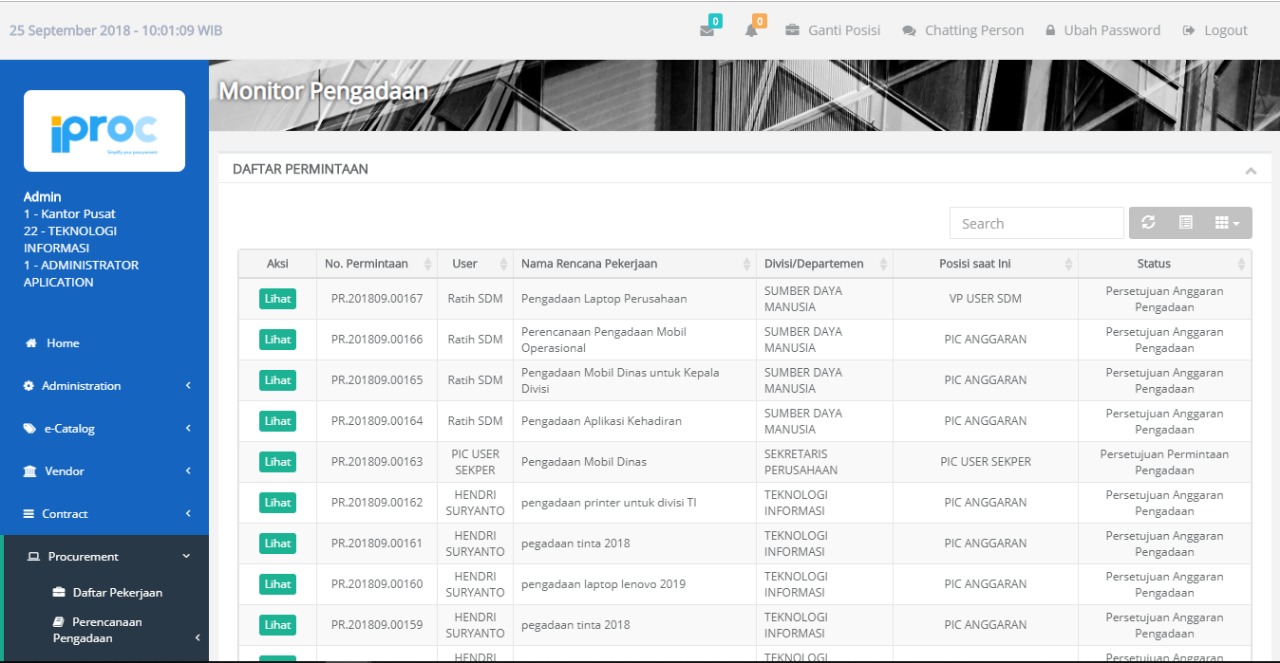 25 September 2018 - 10:01:09 WIB
0
0
Ganti Posisi
Chatting Person
Ubah Password
Logout
iproc
Simplify your procurement
Monitor Pengadaan
Admin
1 - Kantor Pusat
22 - TEKNOLOGI
INFORMASI
1 - ADMINISTRATOR
APLICATION
Home
Administration
e-Catalog
Vendor
Contract
Procurement
Daftar Pekerjaan
Perencanaan
Pengadaan
DAFTAR PERMINTAAN
Search
Aksi No. Permintaan User Nama Rencana Pekerjaan Divisi/Departemen Posisi saat Ini Status
Lihat PR.201809.00167 Ratih SDM Pengadaan Laptop Perusahaan SUMBER DAYA MANUSIA VP USER SDM Persetujuan Anggaran Pengadaan
Lihat PR.201809.00166 Ratih SDM Perencanaan Pengadaan Mobil Operasional SUMBER DAYA MANUSIA PIC ANGGARAN Persetujuan Anggaran Pengadaan
Lihat PR.201809.00165 Ratih SDM Pengadaan Mobil Dinas untuk Kepala Divisi SUMBER DAYA MANUSIA PIC ANGGARAN Persetujuan Anggaran Pengadaan
Lihat PR.201809.00164 Ratih SDM Pengadaan Aplikasi Kehadiran SUMBER DAYA MANUSIA PIC ANGGARAN Persetujuan Anggaran Pengadaan
Lihat PR.201809.00163 PIC USER SEKPER Pengadaan Mobil Dinas SEKRETARIS PERUSAHAAN PIC USER SEKPER Persetujuan Permintaan Pengadaan
Lihat PR.201809.00162 HENDRI SURYANTO pengadaan printer untuk divisi TI TEKNOLOGI INFORMASI PIC ANGGARAN Persetujuan Anggaran Pengadaan
Lihat PR.201809.00161 HENDRI SURYANTO pegadaan tinta 2018 TEKNOLOGI INFORMASI PIC ANGGARAN Persetujuan Anggaran Pengadaan
Lihat PR.201809.00160 HENDRI SURYANTO pengadaan laptop lenovo 2019 TEKNOLOGI INFORMASI PIC ANGGARAN Persetujuan Anggaran Pengadaan
Lihat PR.201809.00159 HENDRI SURYANTO pegadaan tinta 2018 TEKNOLOGI INFORMASI PIC ANGGARAN Persetujuan Anggaran Pengadaan
HENDRI TEKNOLOGI Persetujuan Anggaran